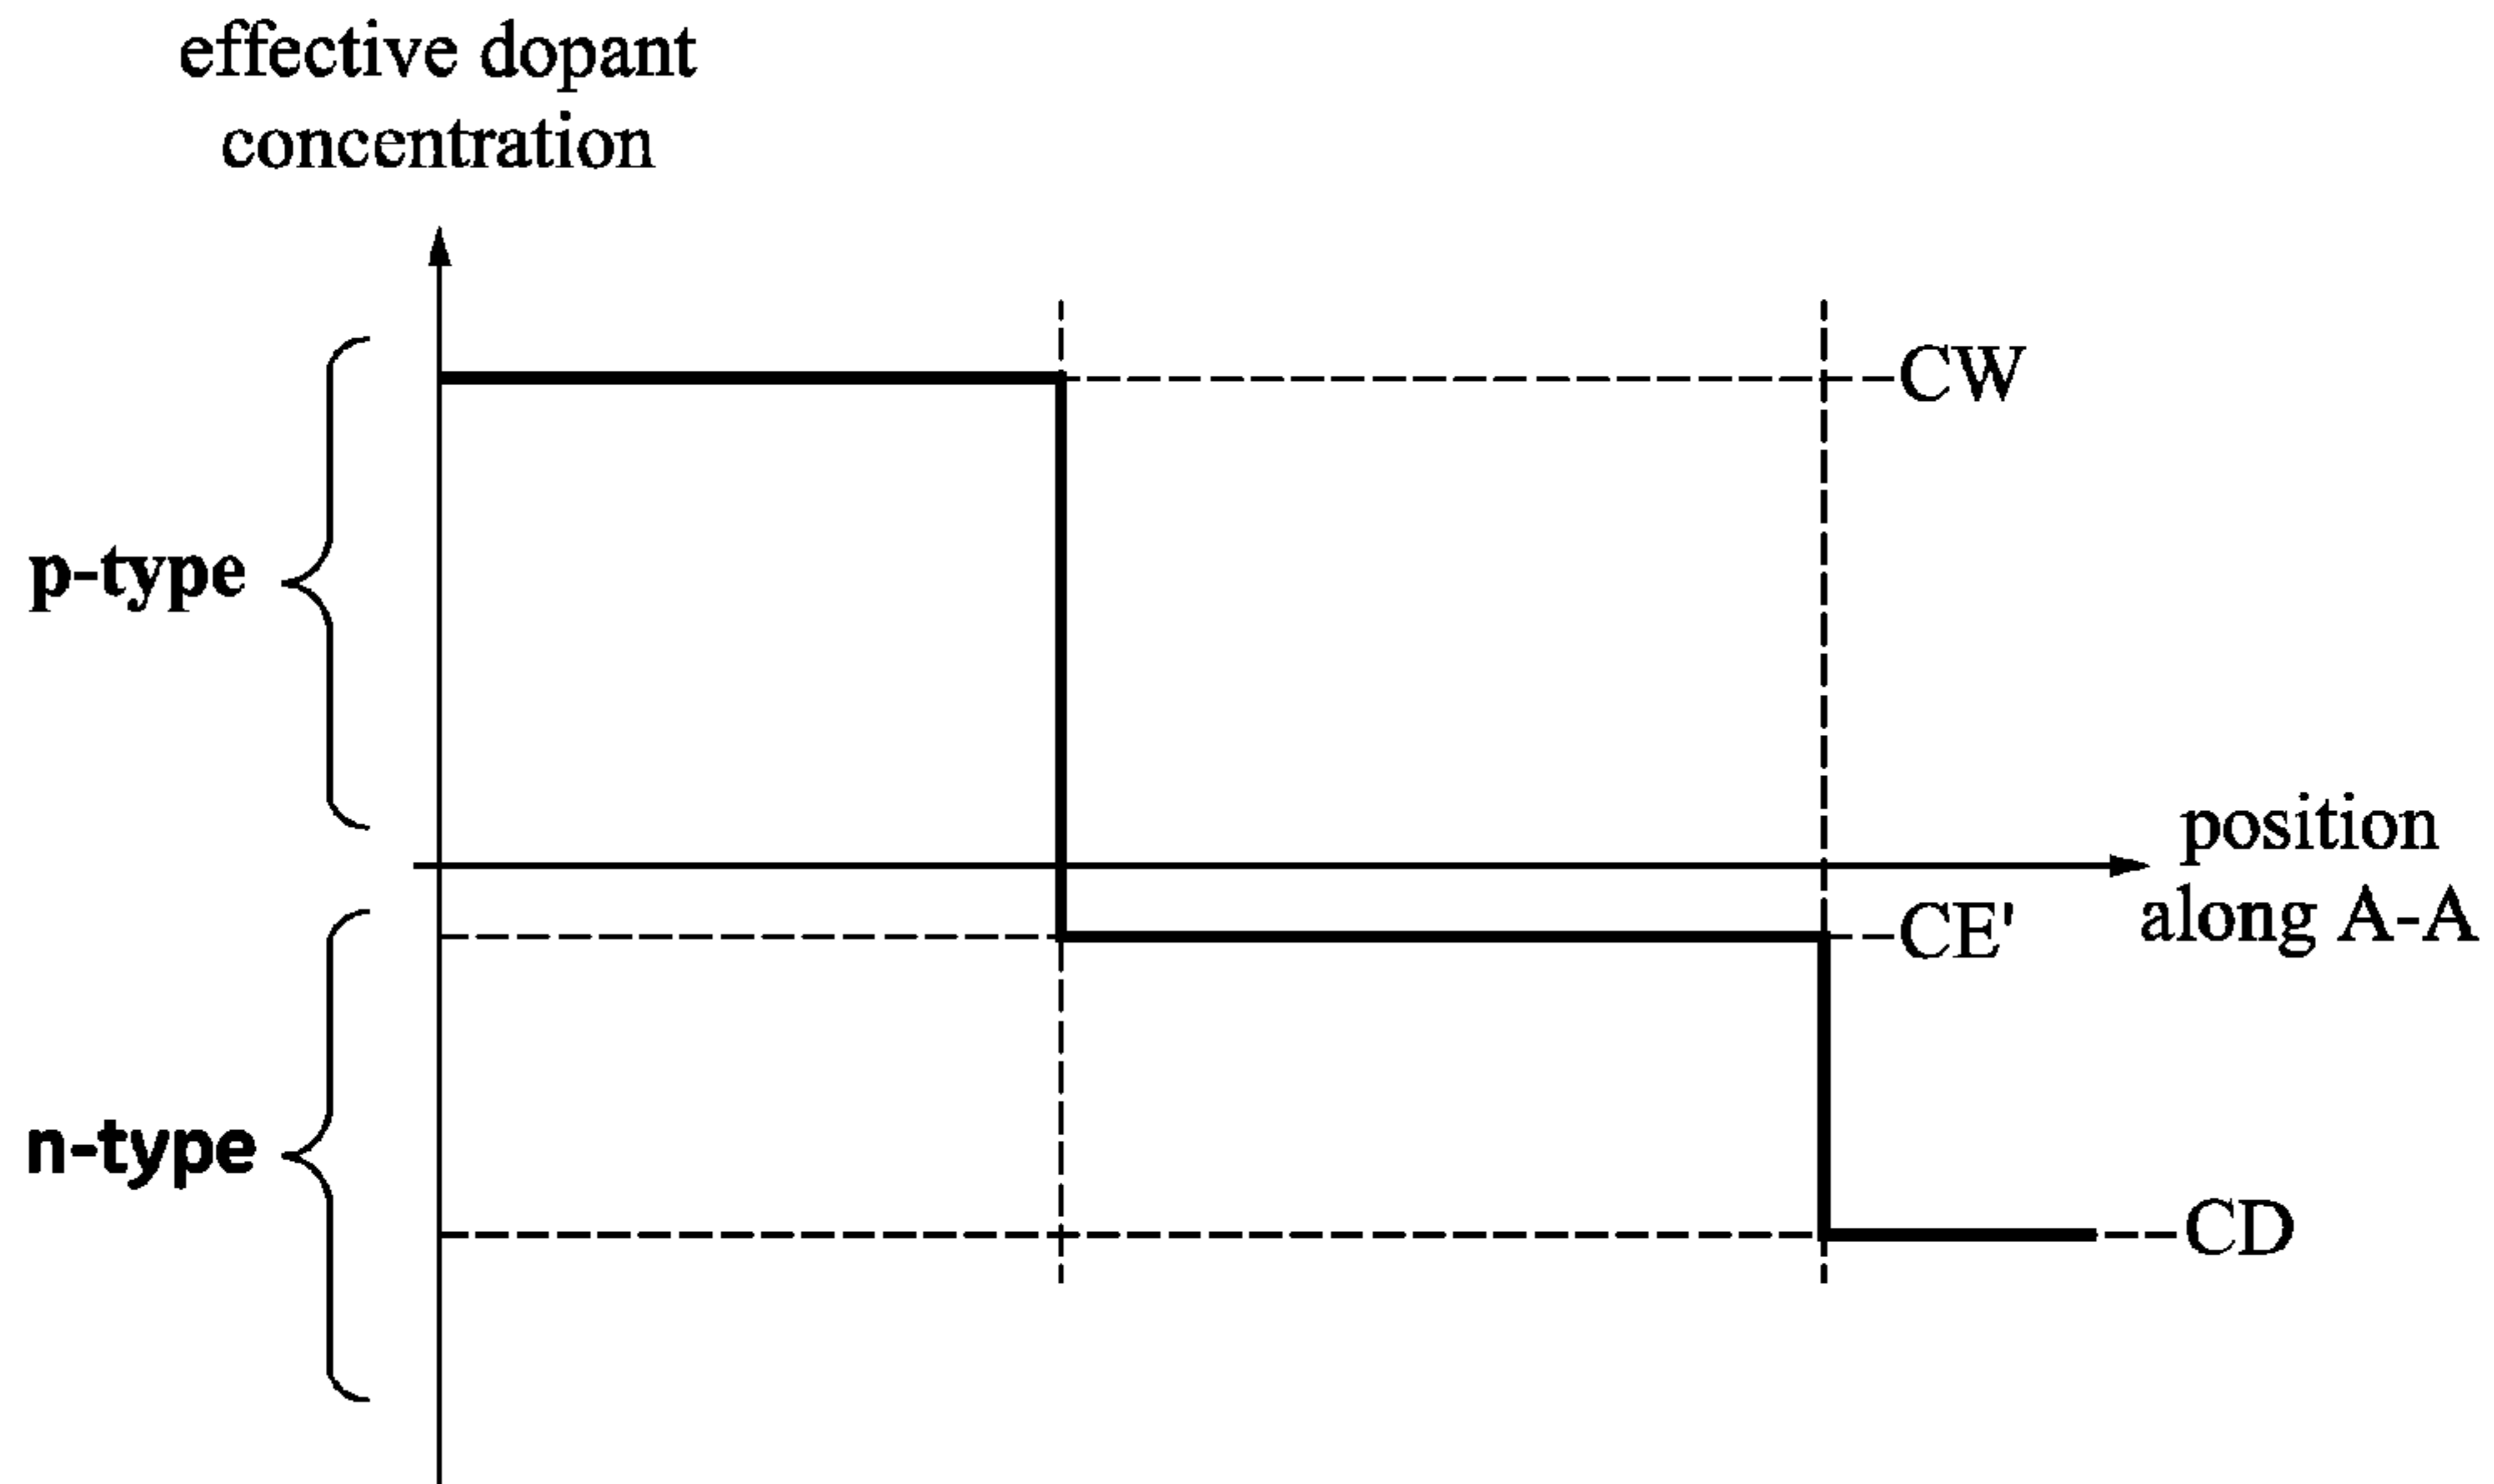 effective dopant
concentration
CW
p-type
position
along A-A
CE'
n-type
CD